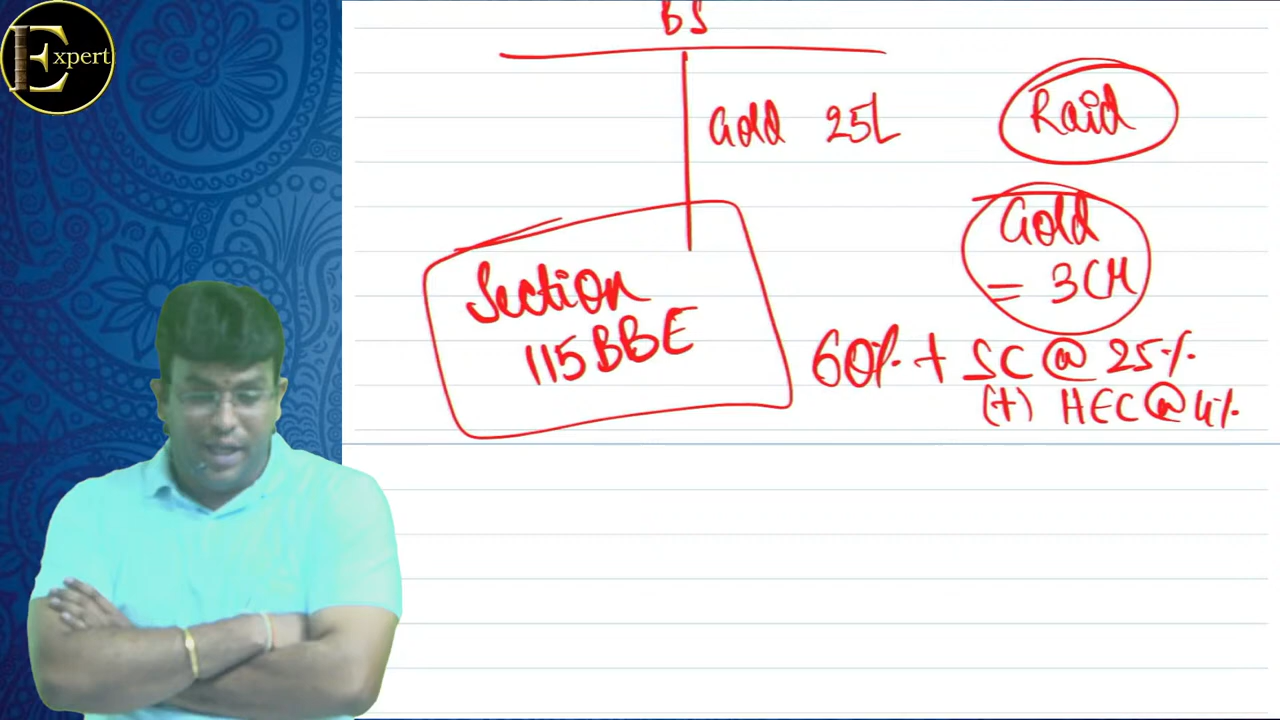 Expert
BS
Gold 25L
Raid
Gold
= 3CR
Section
115BBE
60% + SC @ 25%
(+) HEC @ 4%